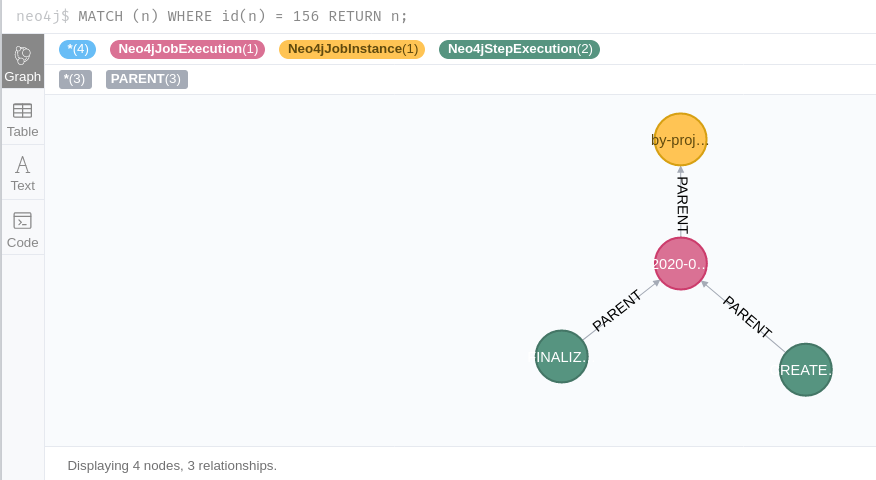 neo4j$ MATCH (n) WHERE id(n) = 156 RETURN n;
*(4) Neo4jJobExecution(1) Neo4jJobInstance(1) Neo4jStepExecution(2)
*(3) PARENT(3)
Graph
Table
Text
Code
by-proj…
PARENT
2020-0…
PARENT
PARENT
INALIZ…
REATE…
Displaying 4 nodes, 3 relationships.